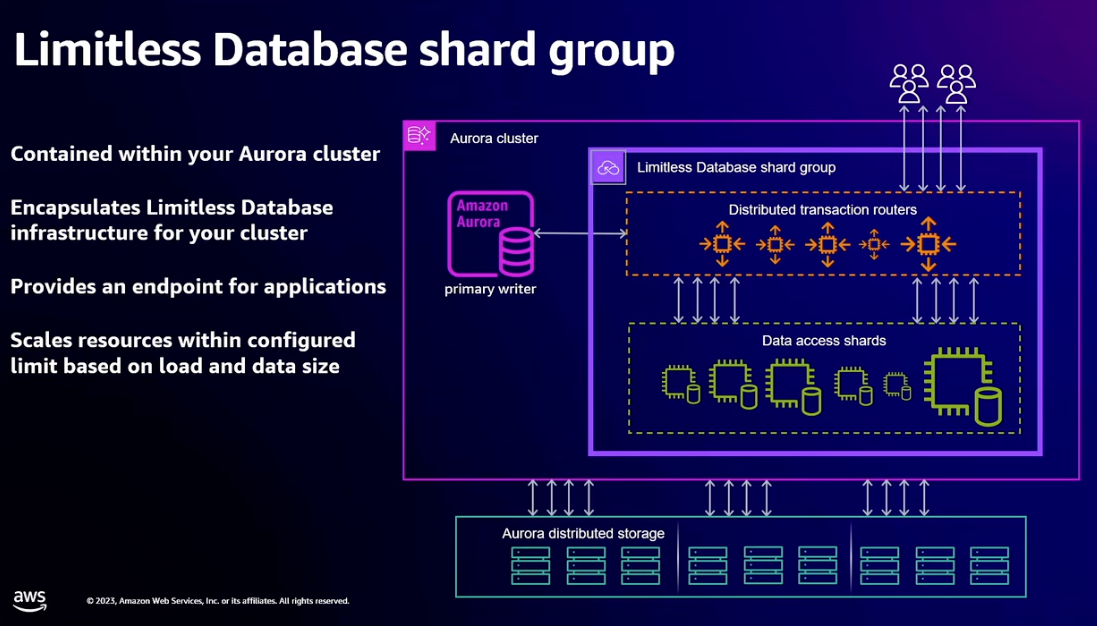 Limitless Database shard group
Contained within your Aurora cluster
Encapsulates Limitless Database
infrastructure for your cluster
Provides an endpoint for applications
Scales resources within configured
limit based on load and data size
Aurora cluster
Limitless Database shard group
Amazon
Aurora
primary writer
Distributed transaction routers
Data access shards
Aurora distributed storage
aws
© 2023, Amazon Web Services, Inc. or its affiliates. All rights reserved.